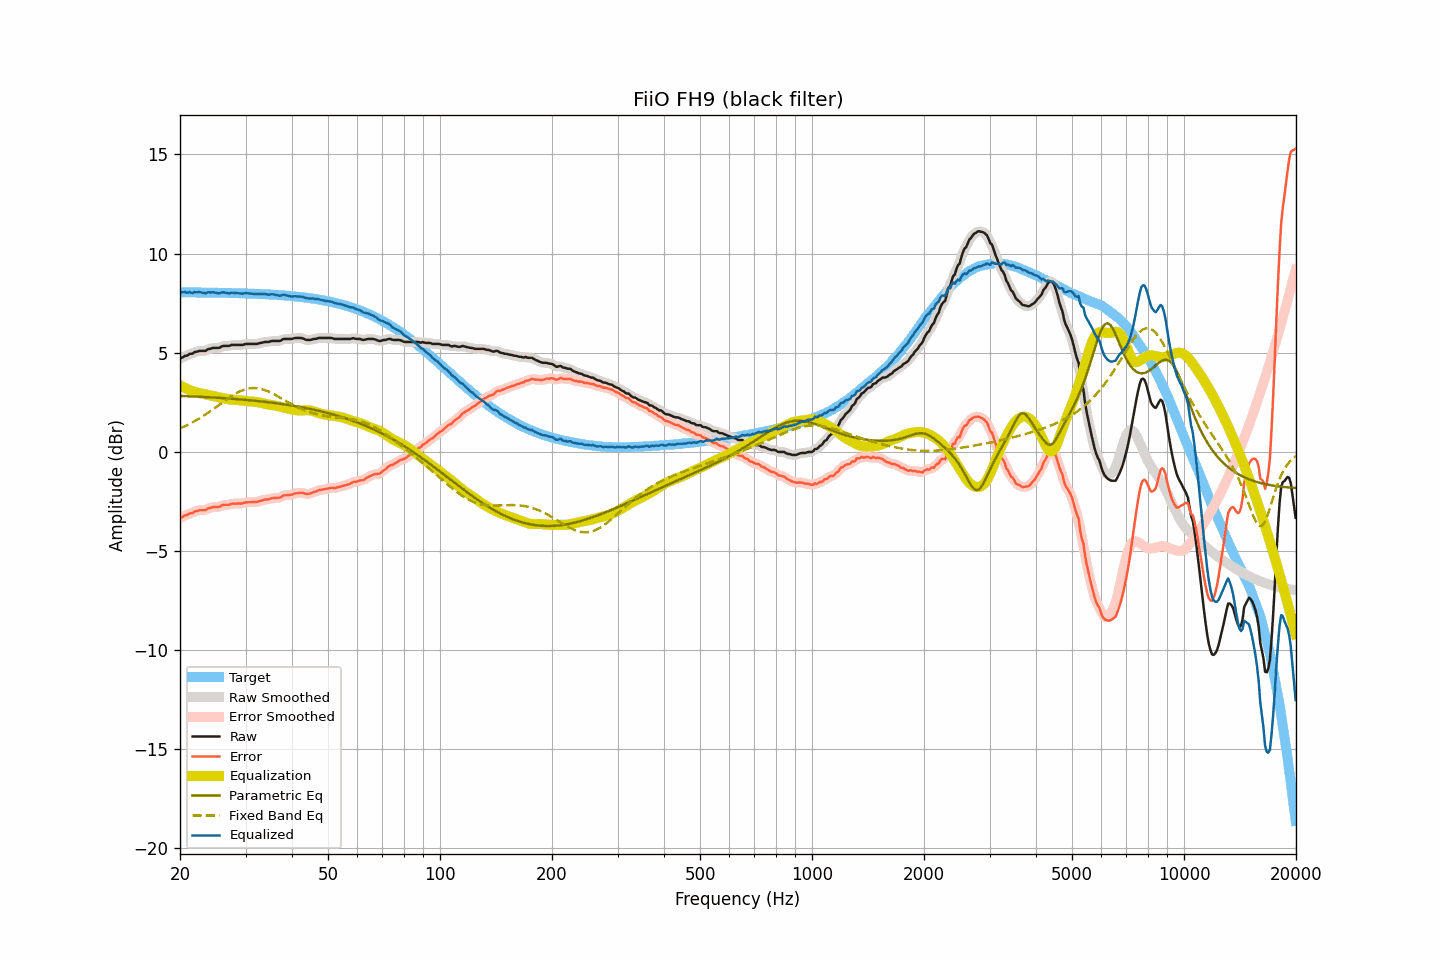 FiiO FH9 (black filter)
Amplitude (dBr)
15
10
5
0
−5
−10
−15
−20
Target
Raw Smoothed
Error Smoothed
Raw
Error
Equalization
Parametric Eq
Fixed Band Eq
Equalized
20 50 100 200 500 1000 2000 5000 10000 20000
Frequency (Hz)